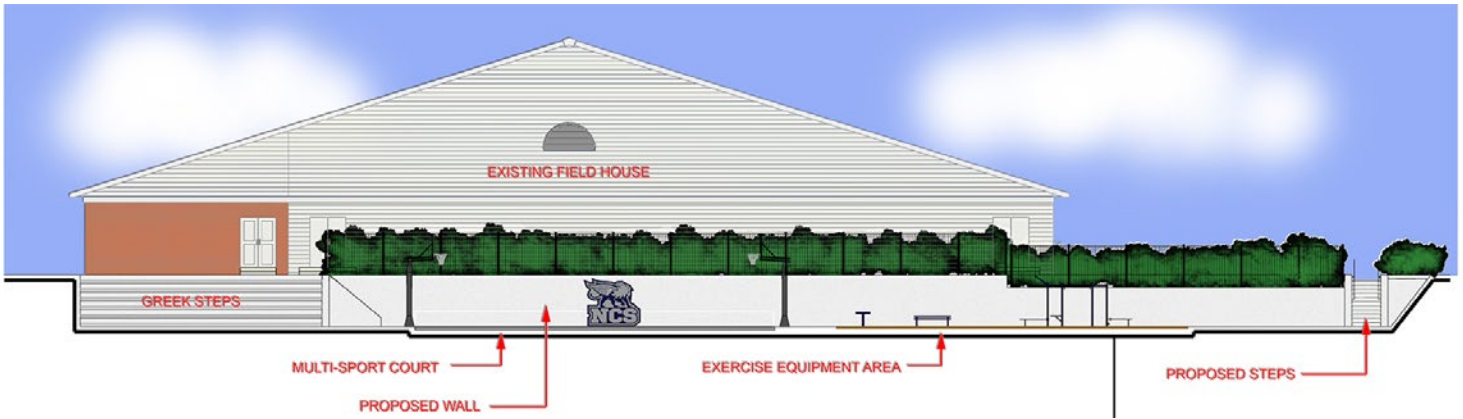 EXISTING FIELD HOUSE
GREEK STEPS
NCS
MULTI-SPORT COURT
EXERCISE EQUIPMENT AREA
PROPOSED STEPS
PROPOSED WALL